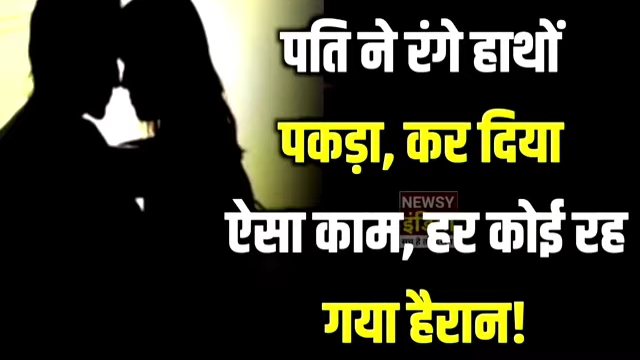 पति ने रंगे हाथों
पकड़ा, कर दिया
NEWSY
ऐसा काम, हर कोई रह
गया हैरान!